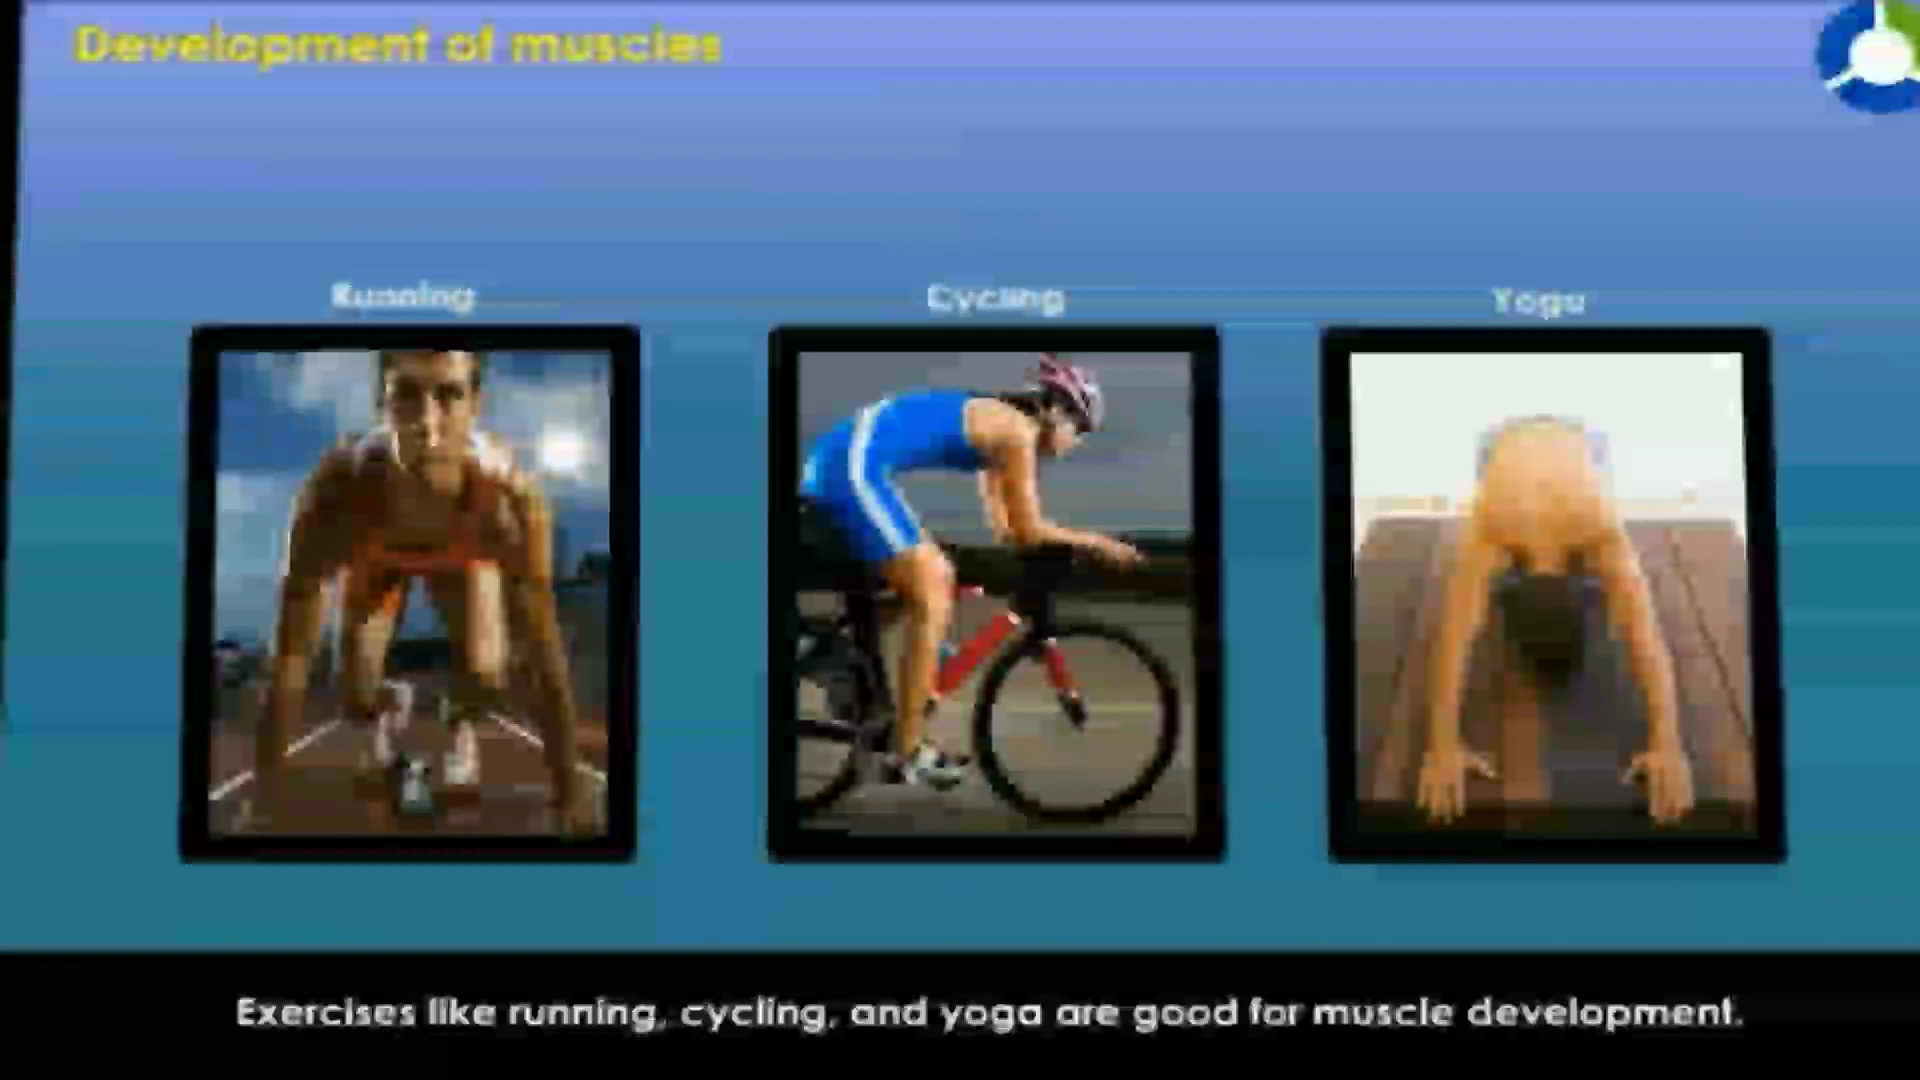 Development of muscles
Running
Cycling
Yoga
Exercises like running, cycling, and yoga are good for muscle development.